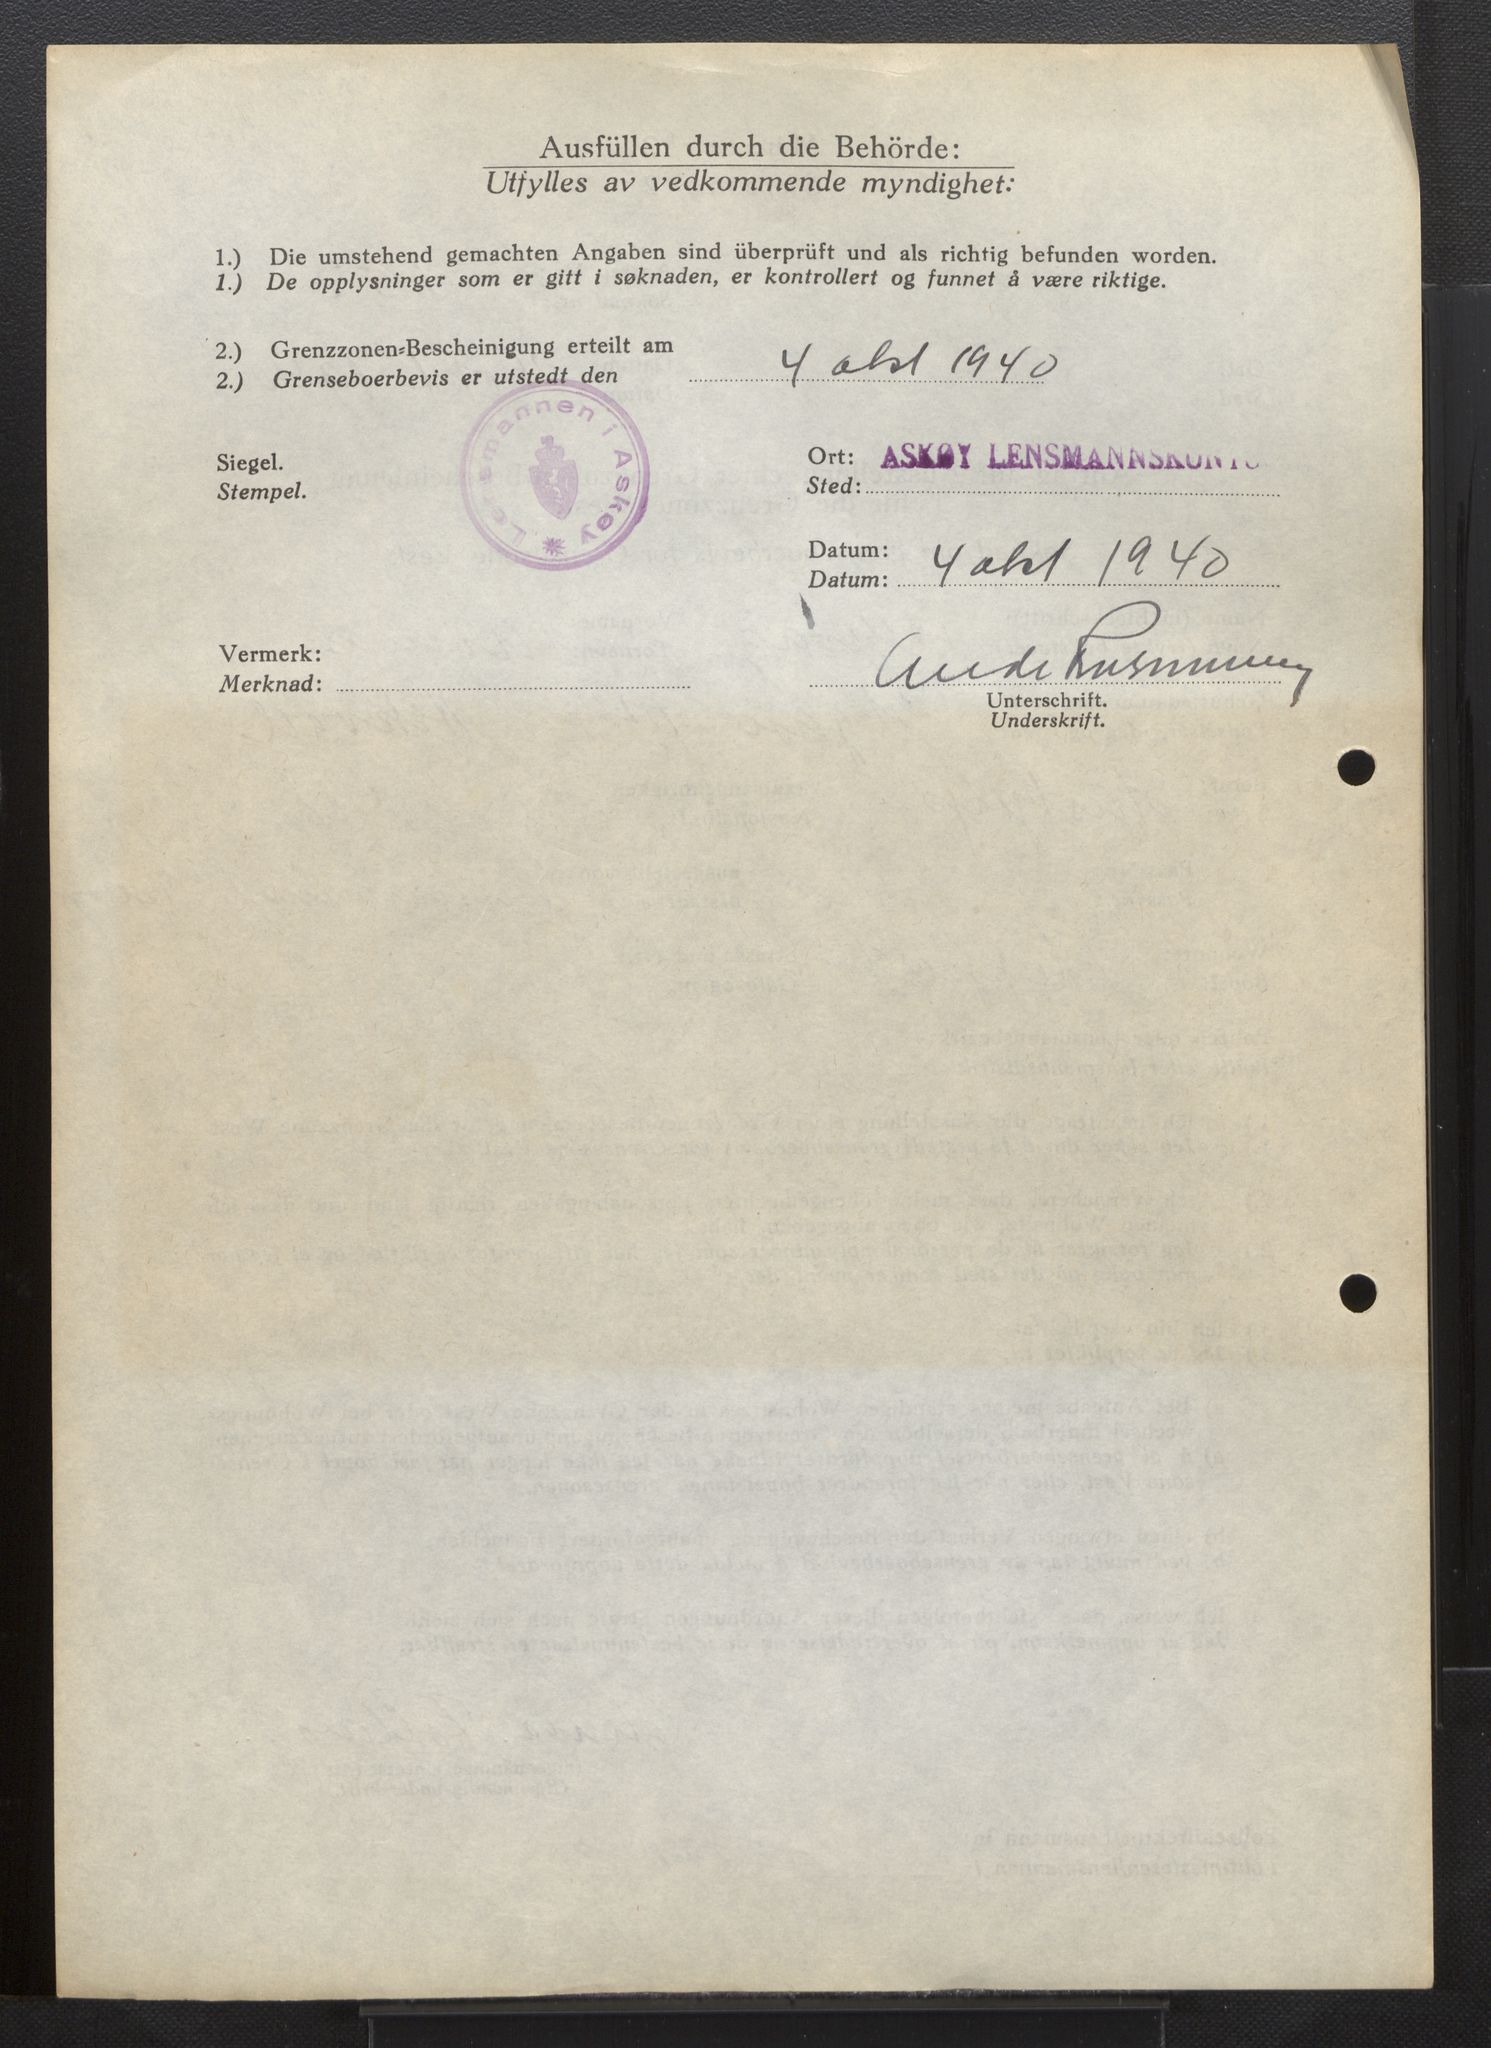 Ausfüllen durch die Behörde:
Utfylles av vedkommende myndighet:
1.) Die umstehend gemachten Angaben sind überprüft und als richtig befunden worden.
1.) De opplysninger som er gitt i søknaden, er kontrollert og funnet å være riktige.
2.) Grenzzonen-Bescheinigung erteilt am
2.) Grenseboerbevis er utstedt den 4 okt 1940
Lensmannen i Askøy
Siegel.
Stempel.
Ort: ASKØY LENSMANNSKONTO
Sted:
Datum:
Datum: 4 okt 1940
Vermerk:
Merknad:
Unterschrift.
Underskrift.